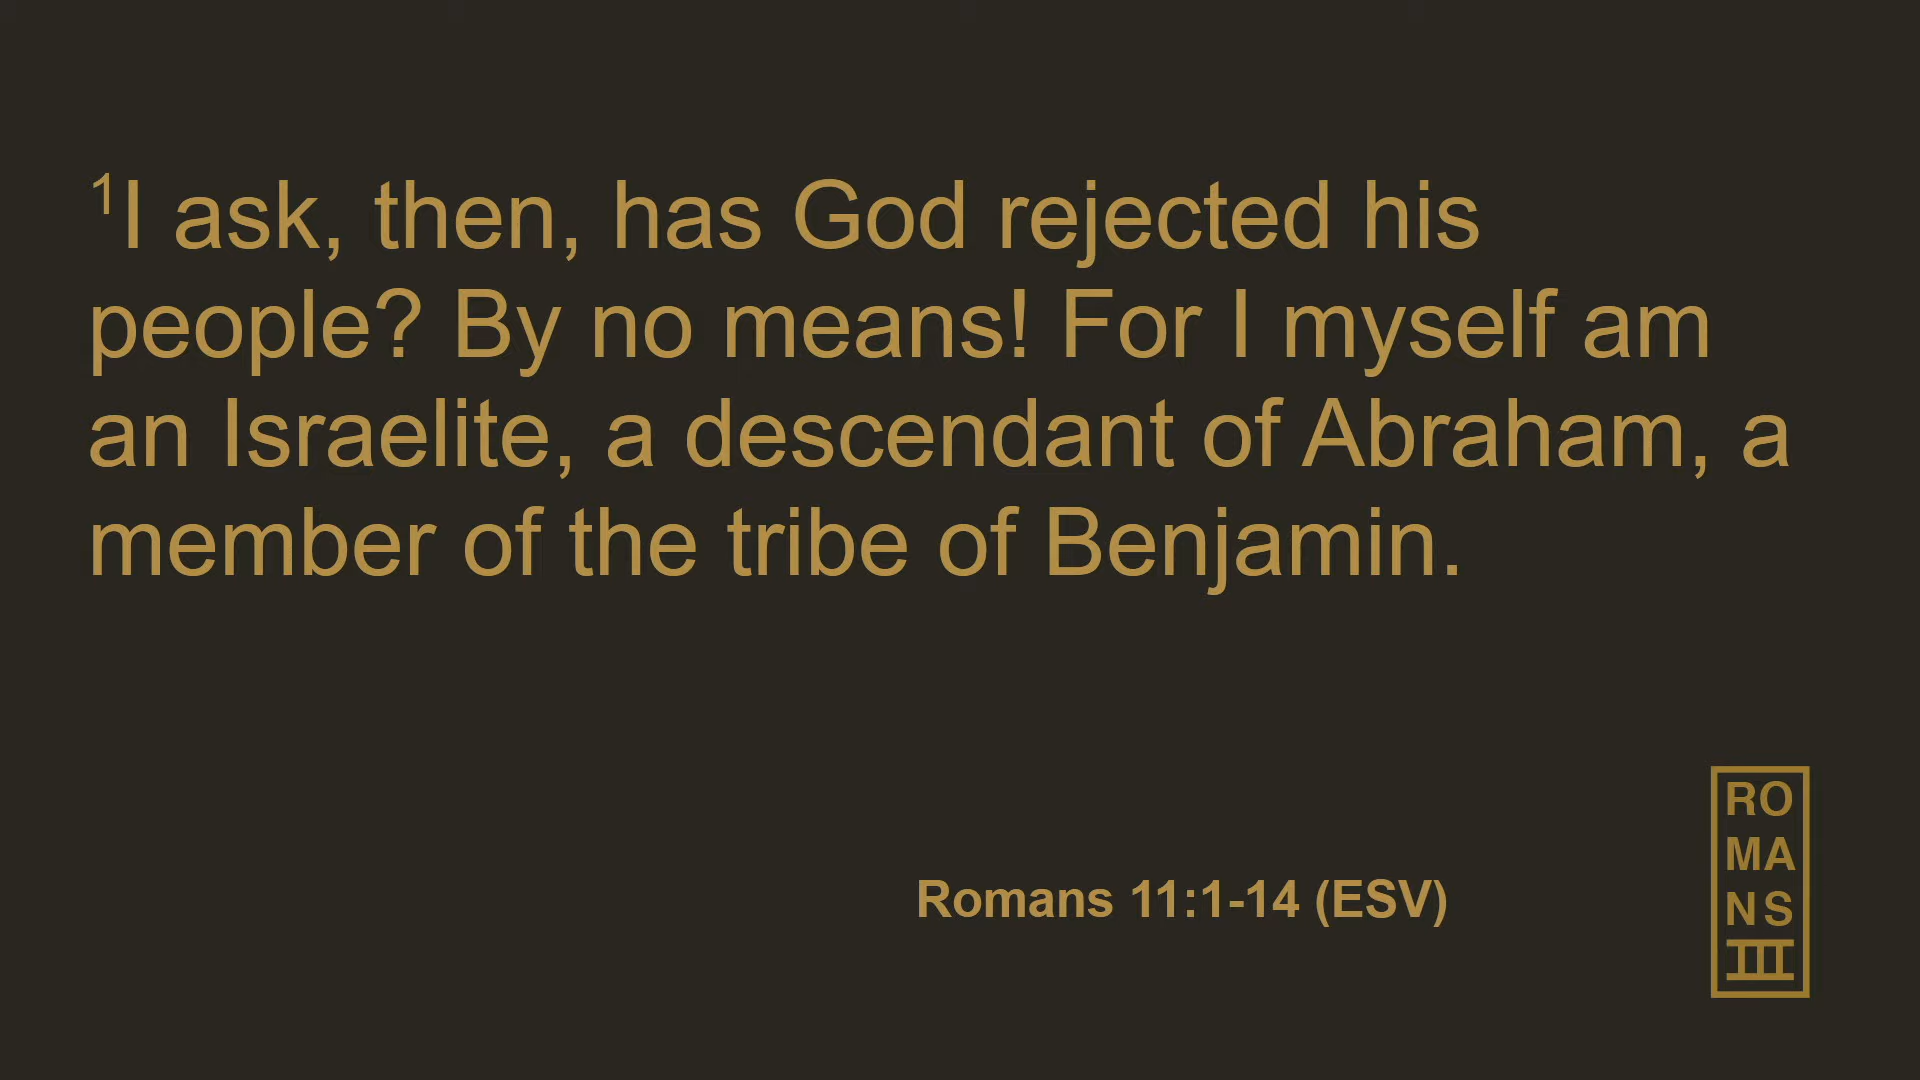 ¹I ask, then, has God rejected his
people? By no means! For I myself am
an Israelite, a descendant of Abraham, a
member of the tribe of Benjamin.
Romans 11:1-14 (ESV)
RO
MA
NS
III